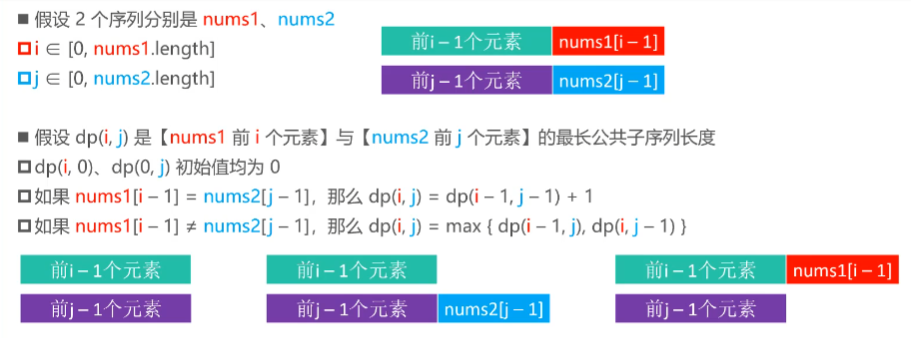 假设 2 个序列分别是 nums1、nums2
i ∈ [0, nums1.length]
j ∈ [0, nums2.length]
前i – 1个元素 nums1[i – 1]
前j – 1个元素 nums2[j – 1]
假设 dp(i, j) 是【nums1 前 i 个元素】与【nums2 前 j 个元素】的最长公共子序列长度
dp(i, 0)、dp(0, j) 初始值均为 0
如果 nums1[i – 1] = nums2[j – 1]，那么 dp(i, j) = dp(i – 1, j – 1) + 1
如果 nums1[i – 1] ≠ nums2[j – 1]，那么 dp(i, j) = max { dp(i – 1, j), dp(i, j – 1) }
前i – 1个元素 前i – 1个元素 前i – 1个元素 nums1[i – 1]
前j – 1个元素 前j – 1个元素 nums2[j – 1] 前j – 1个元素